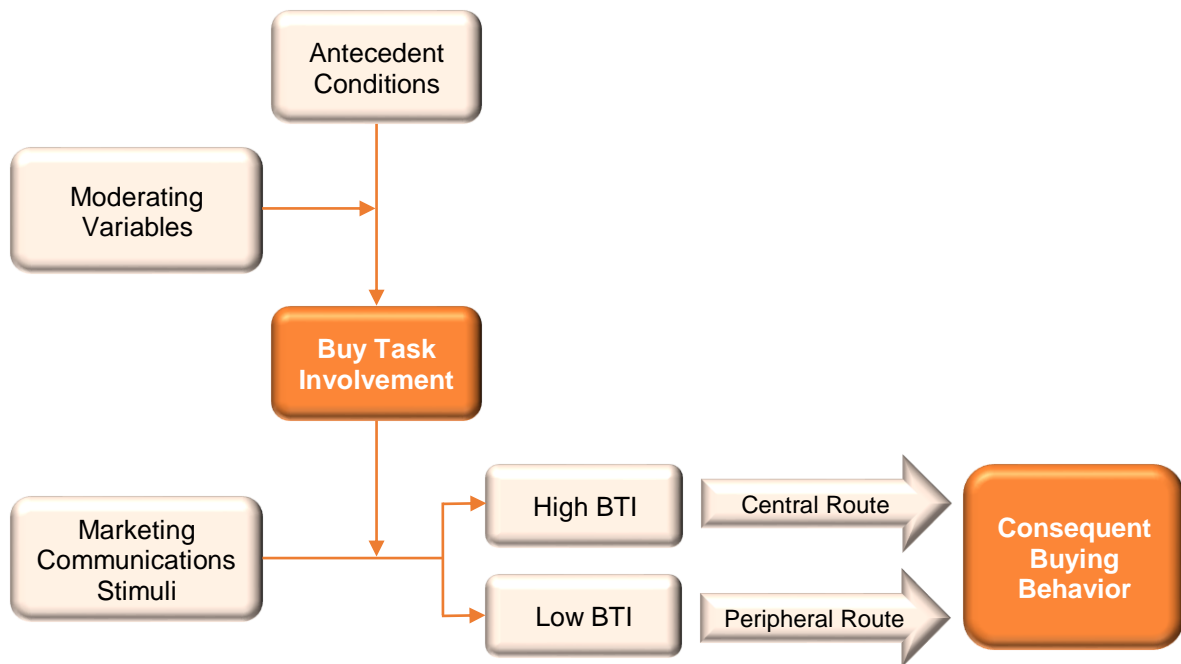 Antecedent
Conditions
Moderating
Variables
Buy Task
Involvement
Marketing
Communications
Stimuli
High BTI
Central Route
Low BTI
Peripheral Route
Consequent
Buying
Behavior